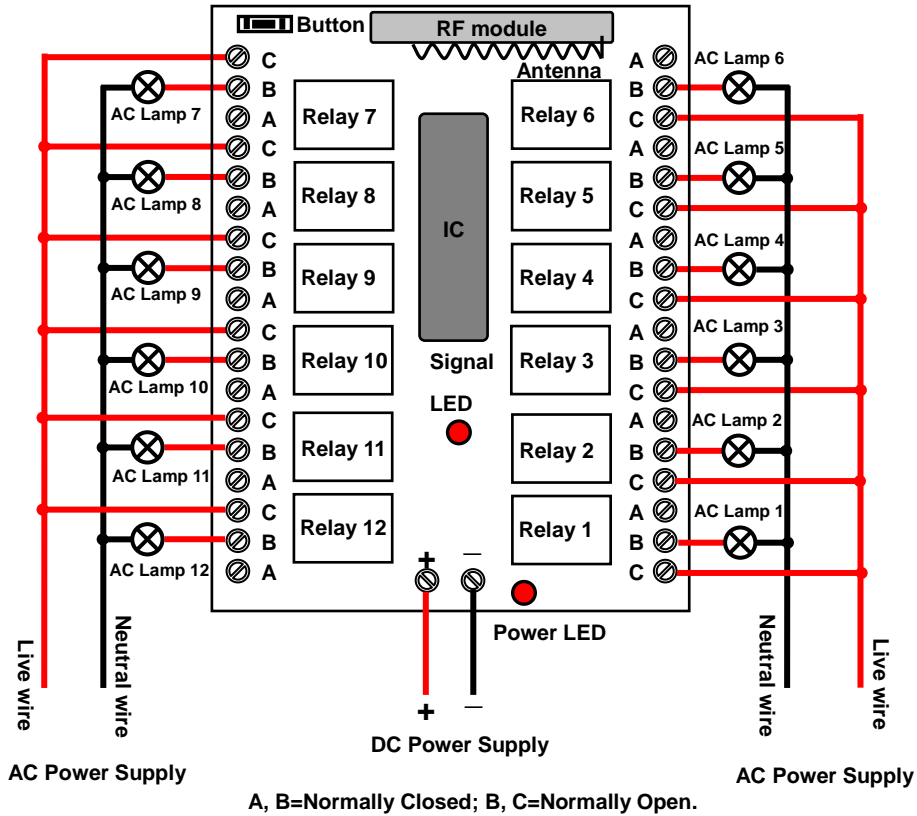 Button
RF module
Antenna
C
B
A
C
B
A
C
B
A
C
B
A
C
B
A
C
B
A
AC Lamp 7
AC Lamp 8
AC Lamp 9
AC Lamp 10
AC Lamp 11
AC Lamp 12
Relay 7
Relay 8
Relay 9
Relay 10
Relay 11
Relay 12
IC
Signal
LED
Relay 6
Relay 5
Relay 4
Relay 3
Relay 2
Relay 1
A
B
C
A
B
C
A
B
C
A
B
C
A
B
C
A
B
C
AC Lamp 6
AC Lamp 5
AC Lamp 4
AC Lamp 3
AC Lamp 2
AC Lamp 1
+ –
Power LED
Live wire
Neutral wire
+ –
Neutral wire
Live wire
DC Power Supply
AC Power Supply
AC Power Supply
A, B=Normally Closed; B, C=Normally Open.